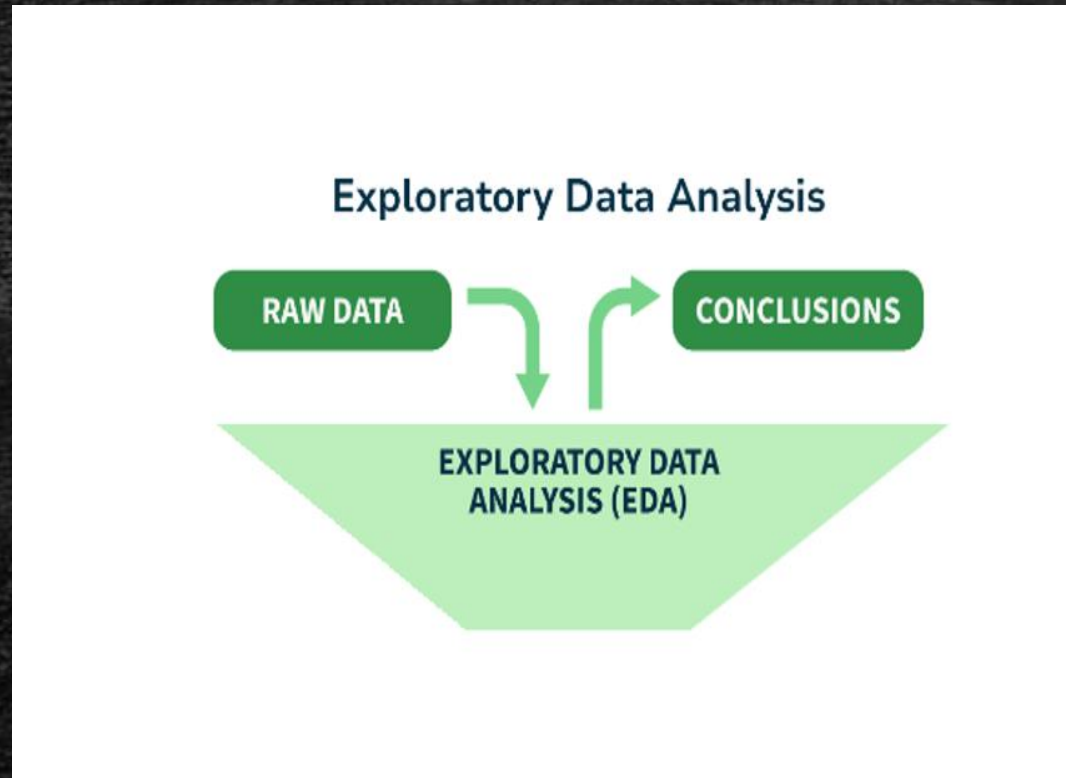 Exploratory Data Analysis
RAW DATA
CONCLUSIONS
EXPLORATORY DATA
ANALYSIS (EDA)